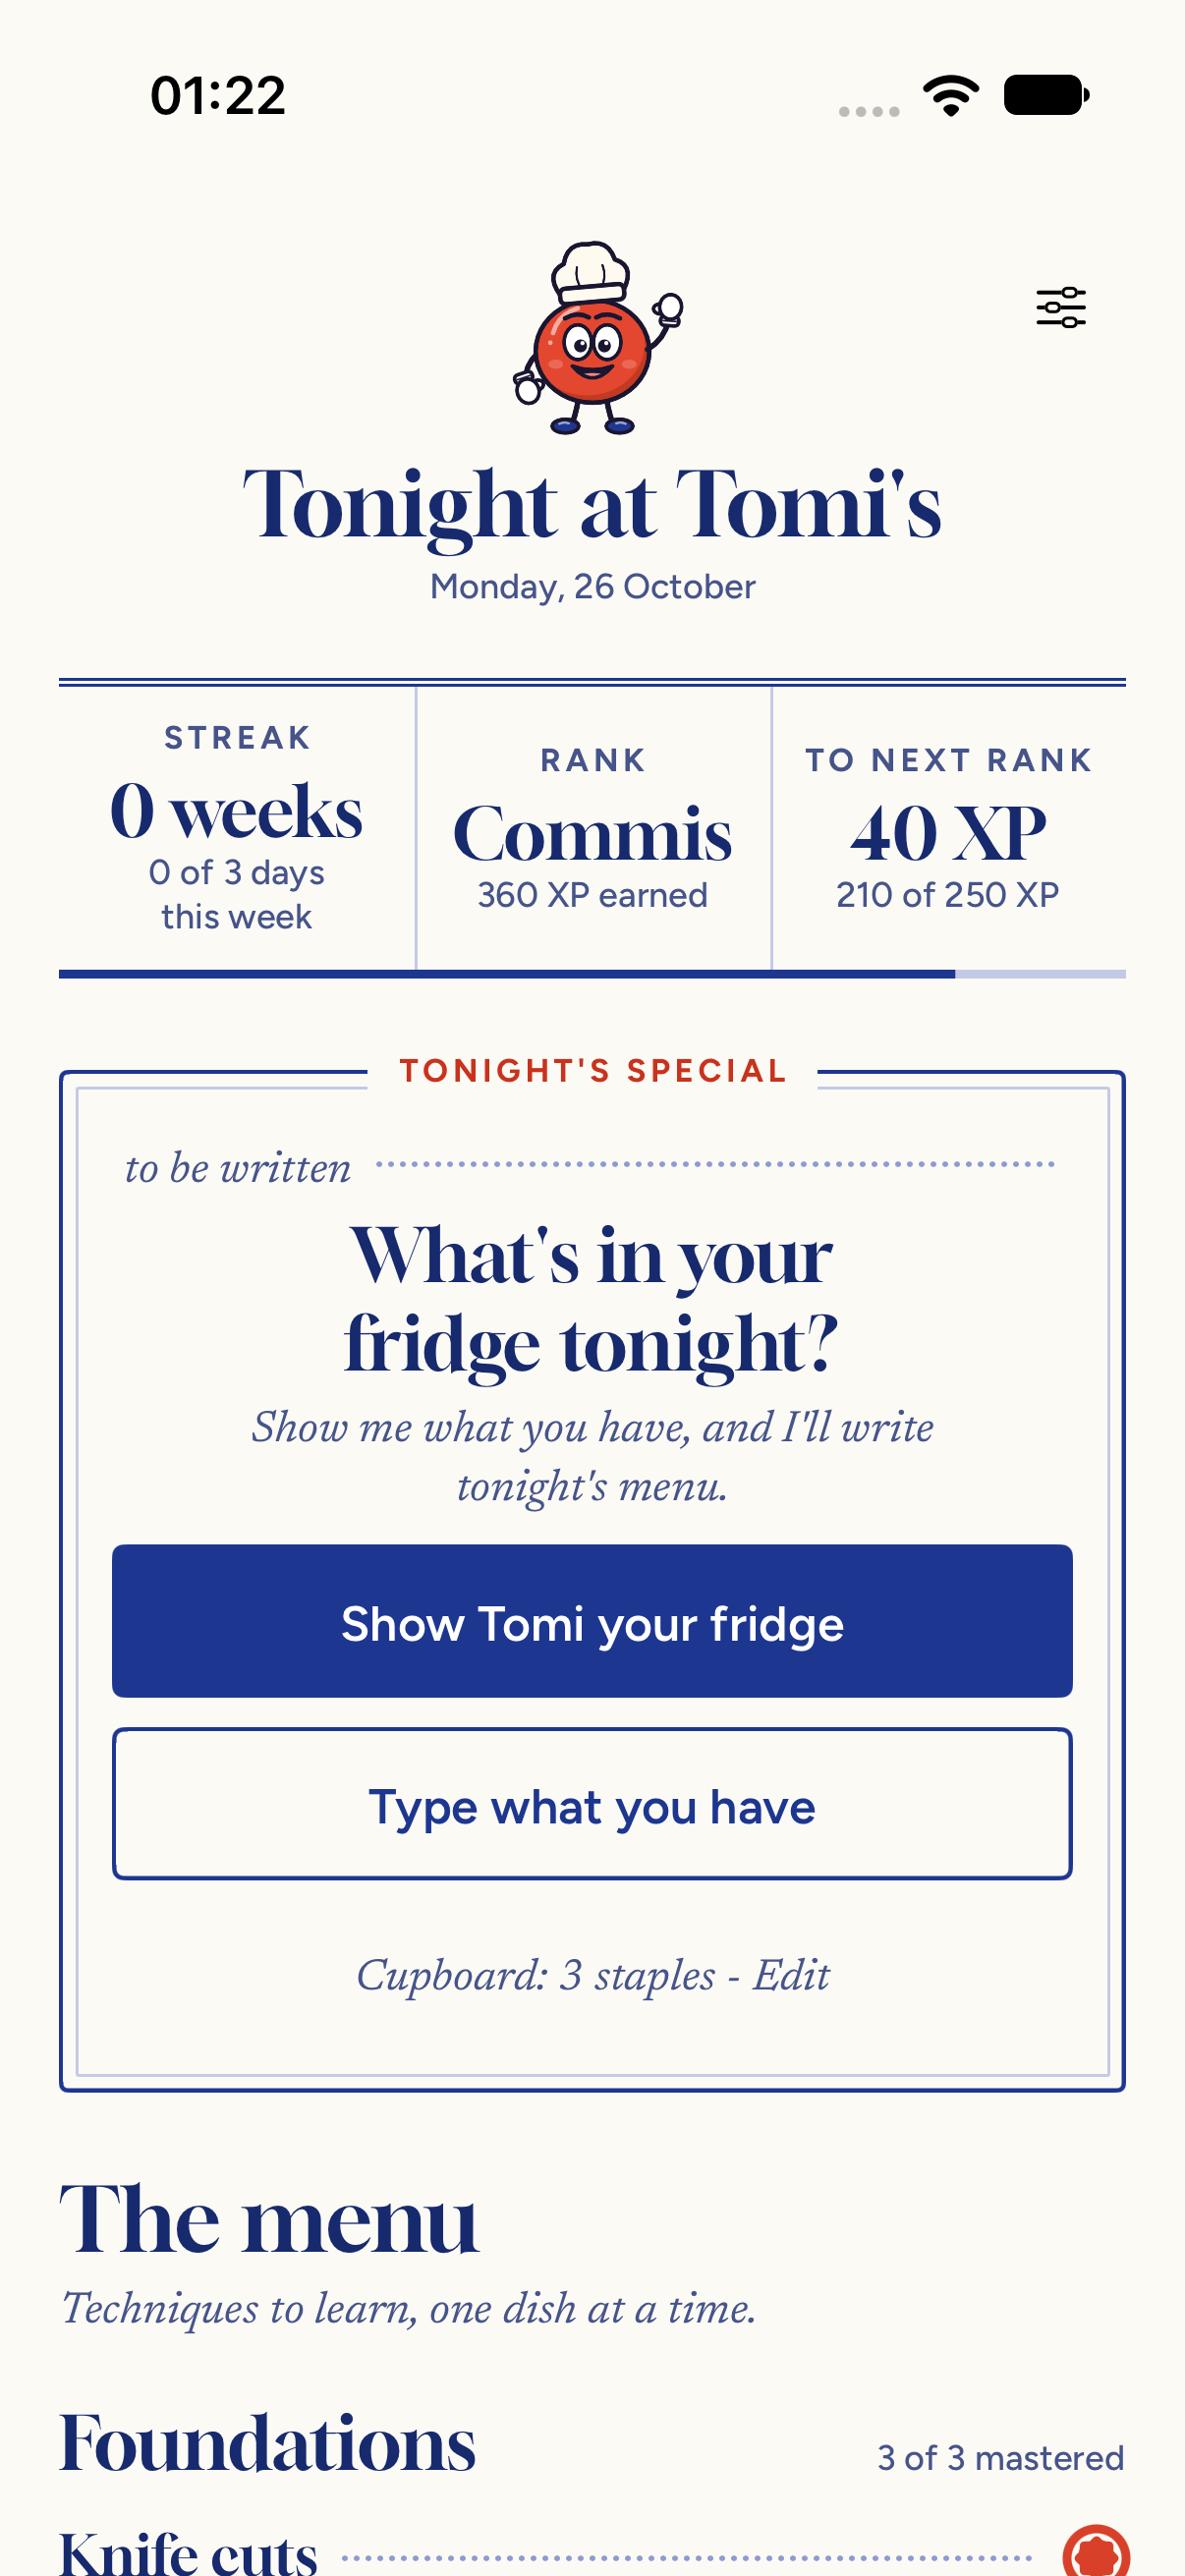 01:22
Tonight at Tomi's
Monday, 26 October
STREAK
0 weeks
0 of 3 days
this week
RANK
Commis
360 XP earned
TO NEXT RANK
40 XP
210 of 250 XP
TONIGHT'S SPECIAL
to be written
What's in your
fridge tonight?
Show me what you have, and I'll write
tonight's menu.
Show Tomi your fridge
Type what you have
Cupboard: 3 staples - Edit
The menu
Techniques to learn, one dish at a time.
Foundations
3 of 3 mastered
Knife cuts